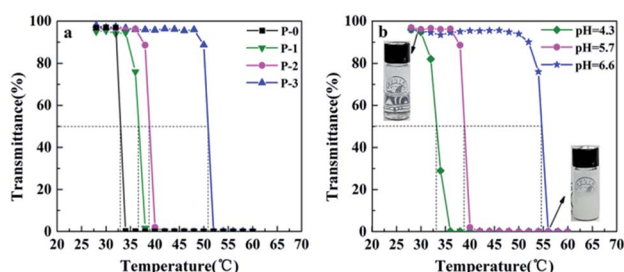 a
P-0
P-1
P-2
P-3
Transmittance(%)
100
80
60
40
20
0
20 25 30 35 40 45 50 55 60 65 70
Temperature(℃)
b
pH=4.3
pH=5.7
pH=6.6
Transmittance(%)
100
80
60
40
20
0
20 25 30 35 40 45 50 55 60 65 70
Temperature(℃)